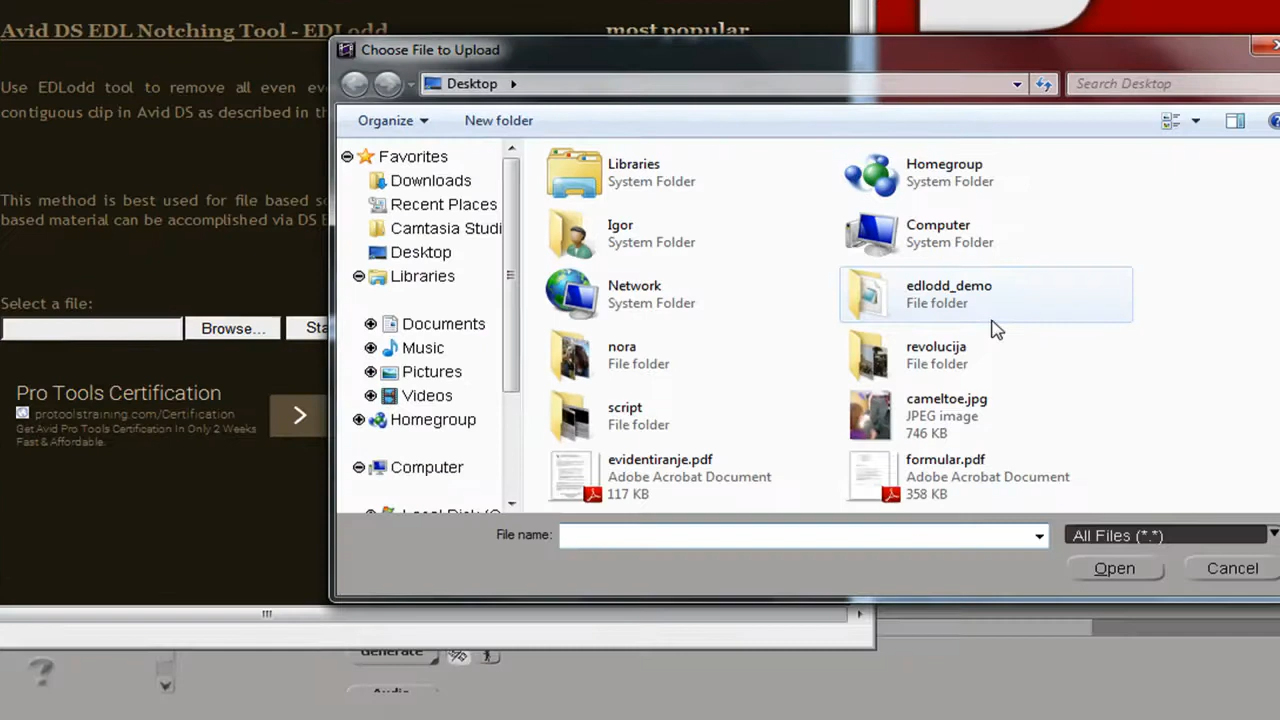 Avid DS EDL Notching Tool - EDLodd
most popular
Use EDLodd tool to remove all even
contiguous clip in Avid DS as described in
This method is best used for file based
based material can be accomplished via DS
Select a file:
Browse...
Pro Tools Certification
protoolstraining.com/Certification
Get Avid Pro Tools Certification In Only 2 Weeks
Fast & Affordable.
Choose File to Upload
Desktop
Search Desktop
Organize
New folder
Favorites
Downloads
Recent Places
Camtasia Studi
Desktop
Libraries
Documents
Music
Pictures
Videos
Homegroup
Computer
Libraries
System Folder
Homegroup
System Folder
Igor
System Folder
Computer
System Folder
Network
System Folder
edlodd_demo
File folder
nora
File folder
revolucija
File folder
script
File folder
cameltoe.jpg
JPEG image
746 KB
evidentiranje.pdf
Adobe Acrobat Document
117 KB
formular.pdf
Adobe Acrobat Document
358 KB
File name:
All Files (*.*)
Open
Cancel
Generate
Audio